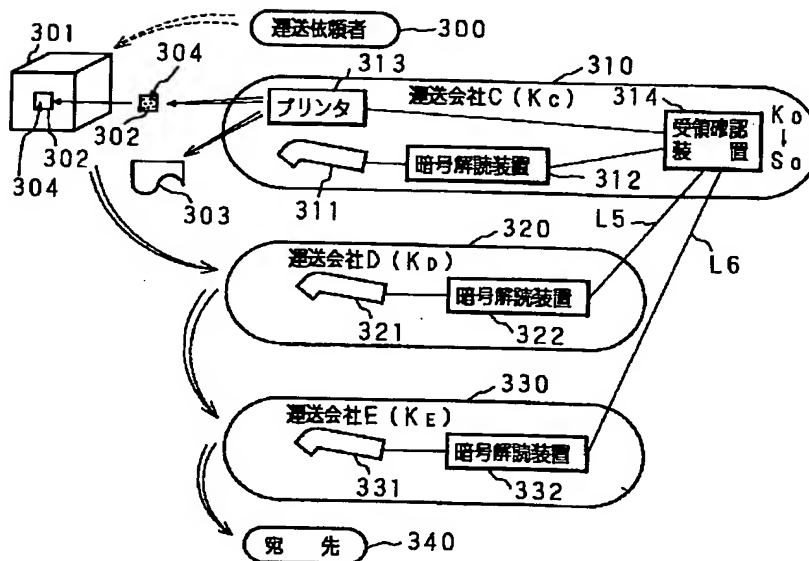 301
運送依頼者
300
304
313
310
プリンタ
運送会社C(KC)
314
302
受領確認
装 置
KD
↓
SD
302
304
303
311
暗号解読装置
312
320
L5
L6
運送会社D(KD)
321
暗号解読装置
322
330
運送会社E(KE)
331
暗号解読装置
332
宛 先
340